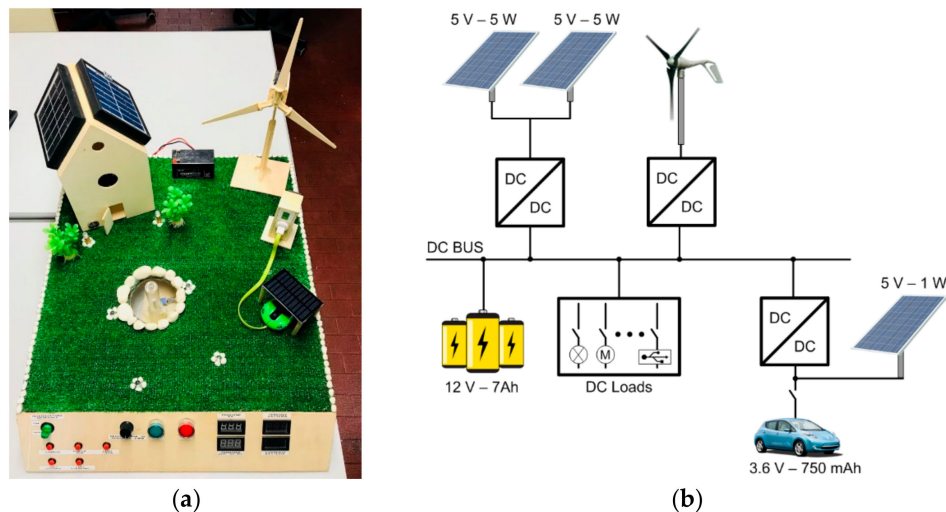 5 V – 5 W
5 V – 5 W
DC
DC
DC
DC
DC BUS
5 V – 1 W
DC
DC
M
12 V – 7Ah
DC Loads
3.6 V – 750 mAh
(a)
(b)